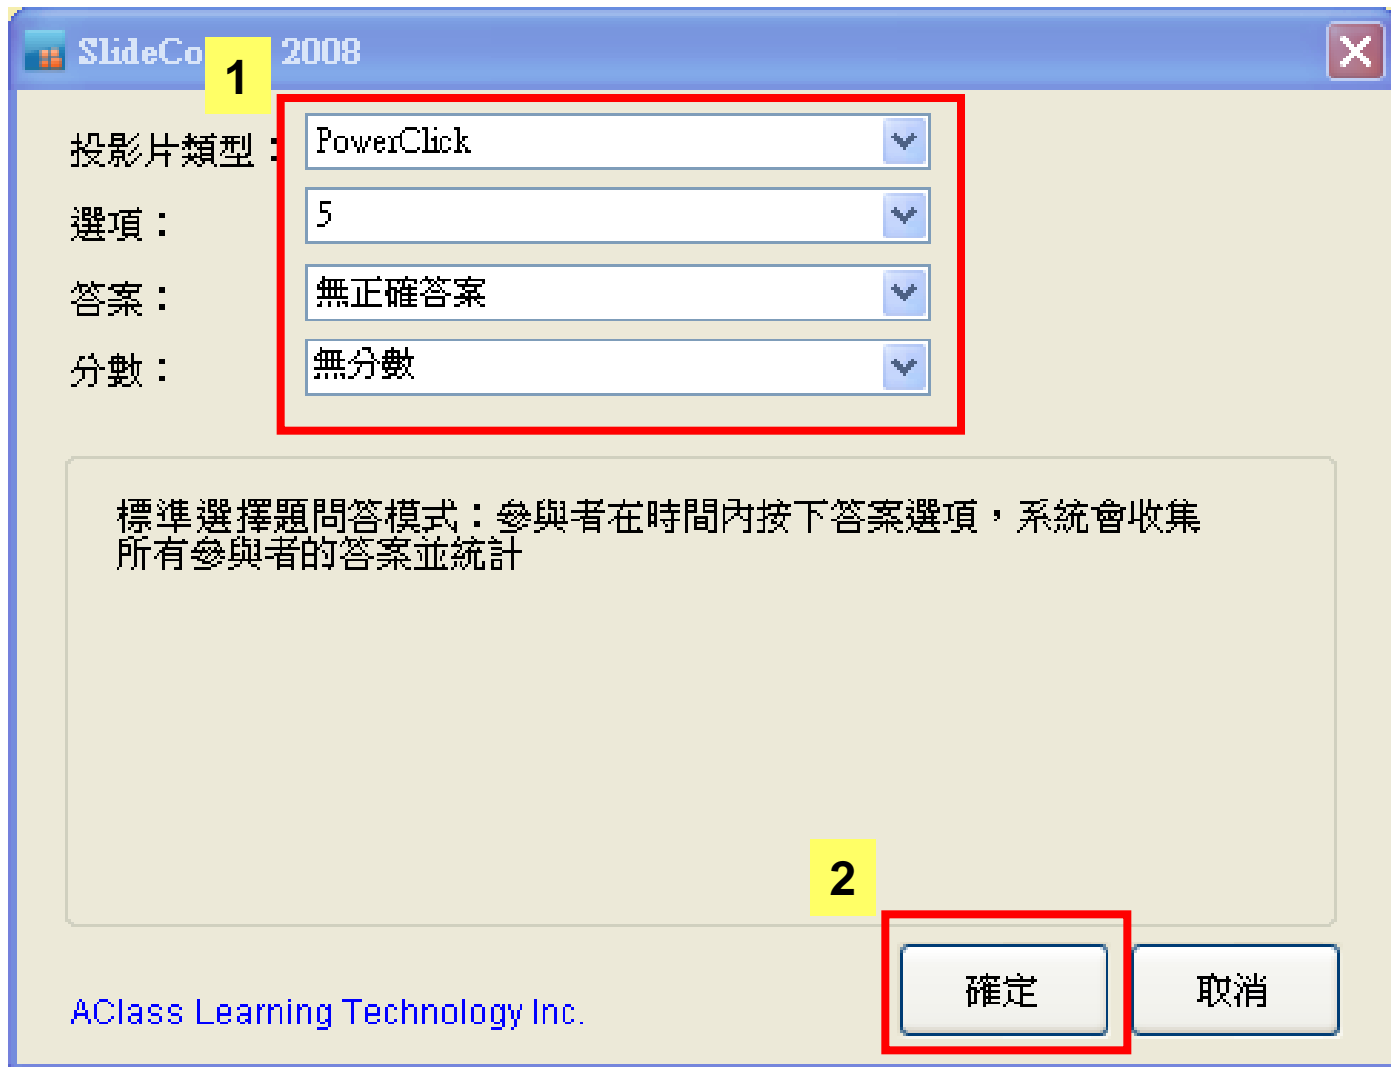 SlideCo 2008
1
投影片類型：
PowerClick
選項：
5
答案：
無正確答案
分數：
無分數
標準選擇題問答模式：參與者在時間內按下答案選項，系統會收集
所有參與者的答案並統計
2
確定
取消
AClass Learning Technology Inc.